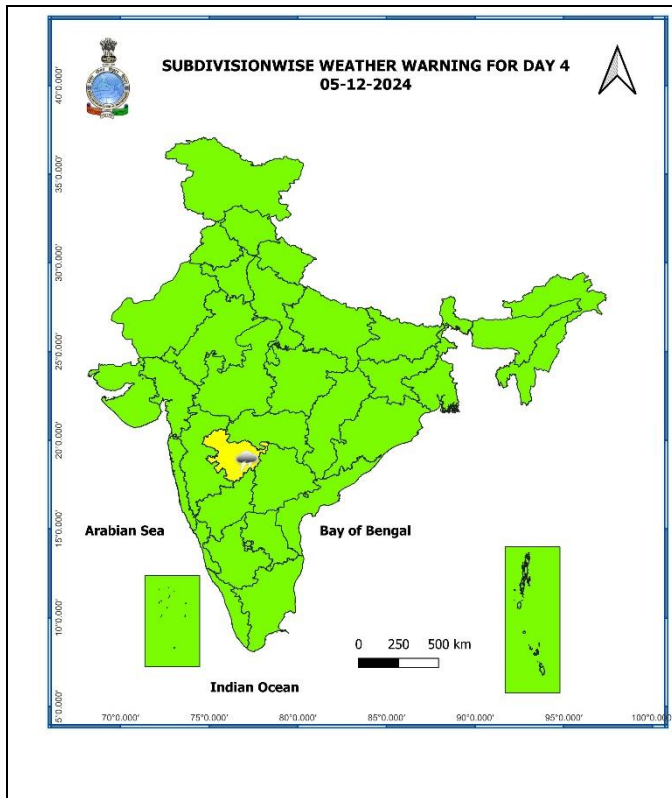 SUBDIVISIONWISE WEATHER WARNING FOR DAY 4
05-12-2024
40°0.000'
35°0.000'
30°0.000'
25°0.000'
20°0.000'
15°0.000'
10°0.000'
5°0.000'
Arabian Sea
Bay of Bengal
0 250 500 km
Indian Ocean
70°0.000' 75°0.000' 80°0.000' 85°0.000' 90°0.000' 95°0.000' 100°0.000'